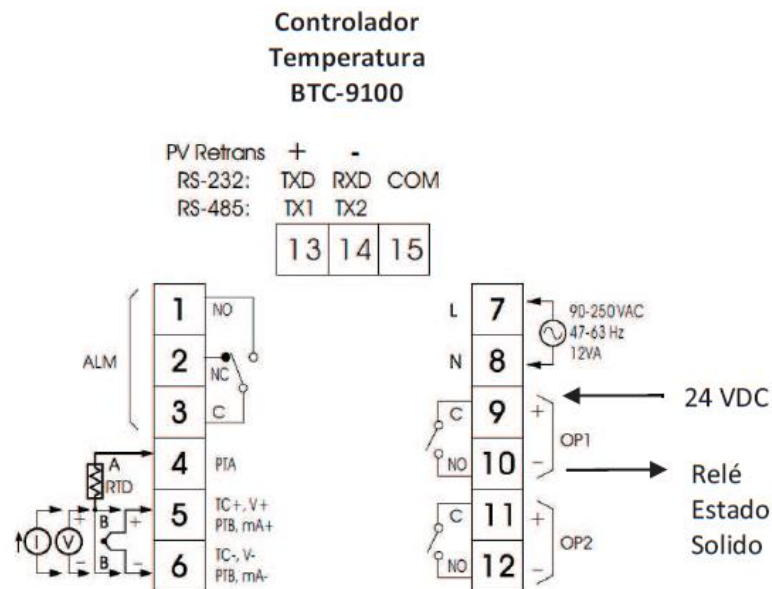 Controlador
Temperatura
BTC-9100
PV Retrans + -
RS-232: TXD RXD COM
RS-485: TX1 TX2
13 14 15
ALM
1 NO
2 NC
3 C
4 PTA
A
RTD
5 TC+, V+
PTB, mA+
6 TC-, V-
PTB, mA-
I V + - B B + -
L 7
N 8
90-250VAC
47-63 Hz
12VA
C 9 +
NO 10 -
OP1
C 11 +
NO 12 -
OP2
24 VDC
Relé
Estado
Solido